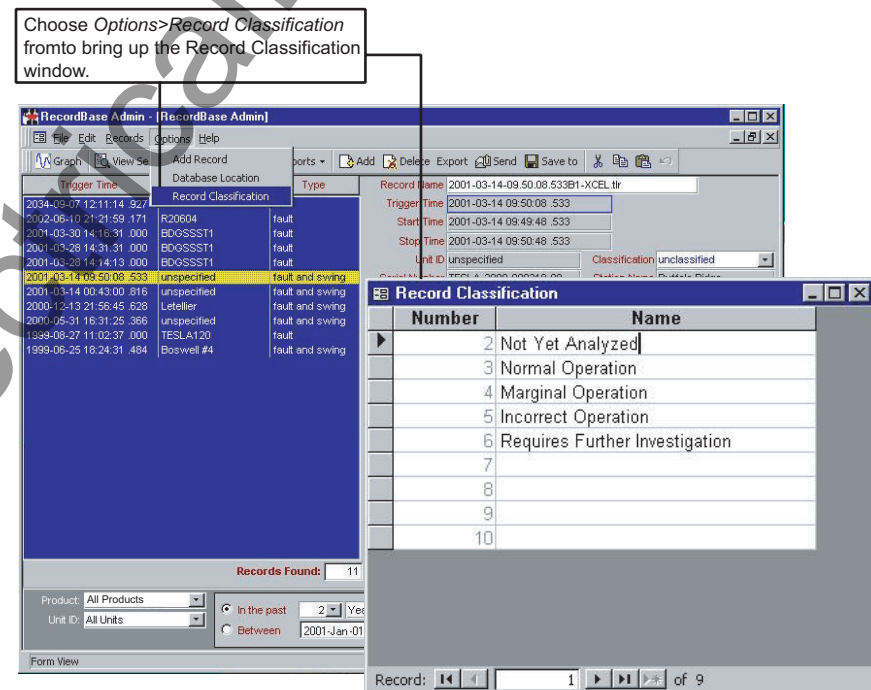 Choose Options>Record Classification
fromto bring up the Record Classification
window.
RecordBase Admin - [RecordBase Admin]
File Edit Records Options Help
Graph View Se
Add Record
Database Location
Record Classification
ports Add Delete Export Send Save to
Trigger Time Type
2034-09-07 12:11:14 .927
2002-06-10 21:21:59 .171 R20604 fault
2001-03-30 14:16:31 .000 BDGSSST1 fault
2001-03-28 14:31:31 .000 BDGSSST1 fault
2001-03-28 14:14:13 .000 BDGSSST1 fault
2001-03-14 09:50:08 .533 unspecified fault and swing
2001-03-14 00:43:00 .816 unspecified fault and swing
2000-12-13 21:56:45 .628 Letellier fault and swing
2000-05-31 16:31:25 .366 unspecified fault and swing
1999-08-27 11:02:37 .000 TESLA120 fault
1999-06-25 18:24:31 .484 Boswell #4 fault and swing
Record Name 2001-03-14-09.50.08.533B1-XCEL.tlr
Trigger Time 2001-03-14 09:50:08 .533
Start Time 2001-03-14 09:49:48 .533
Stop Time 2001-03-14 09:50:48 .533
Unit ID unspecified Classification unclassified
Record Classification
Number Name
2 Not Yet Analyzed
3 Normal Operation
4 Marginal Operation
5 Incorrect Operation
6 Requires Further Investigation
7
8
9
10
Record: 1 of 9
Records Found: 11
Product: All Products
Unit ID: All Units
In the past 2 Yea
Between 2001-Jan-01
Form View